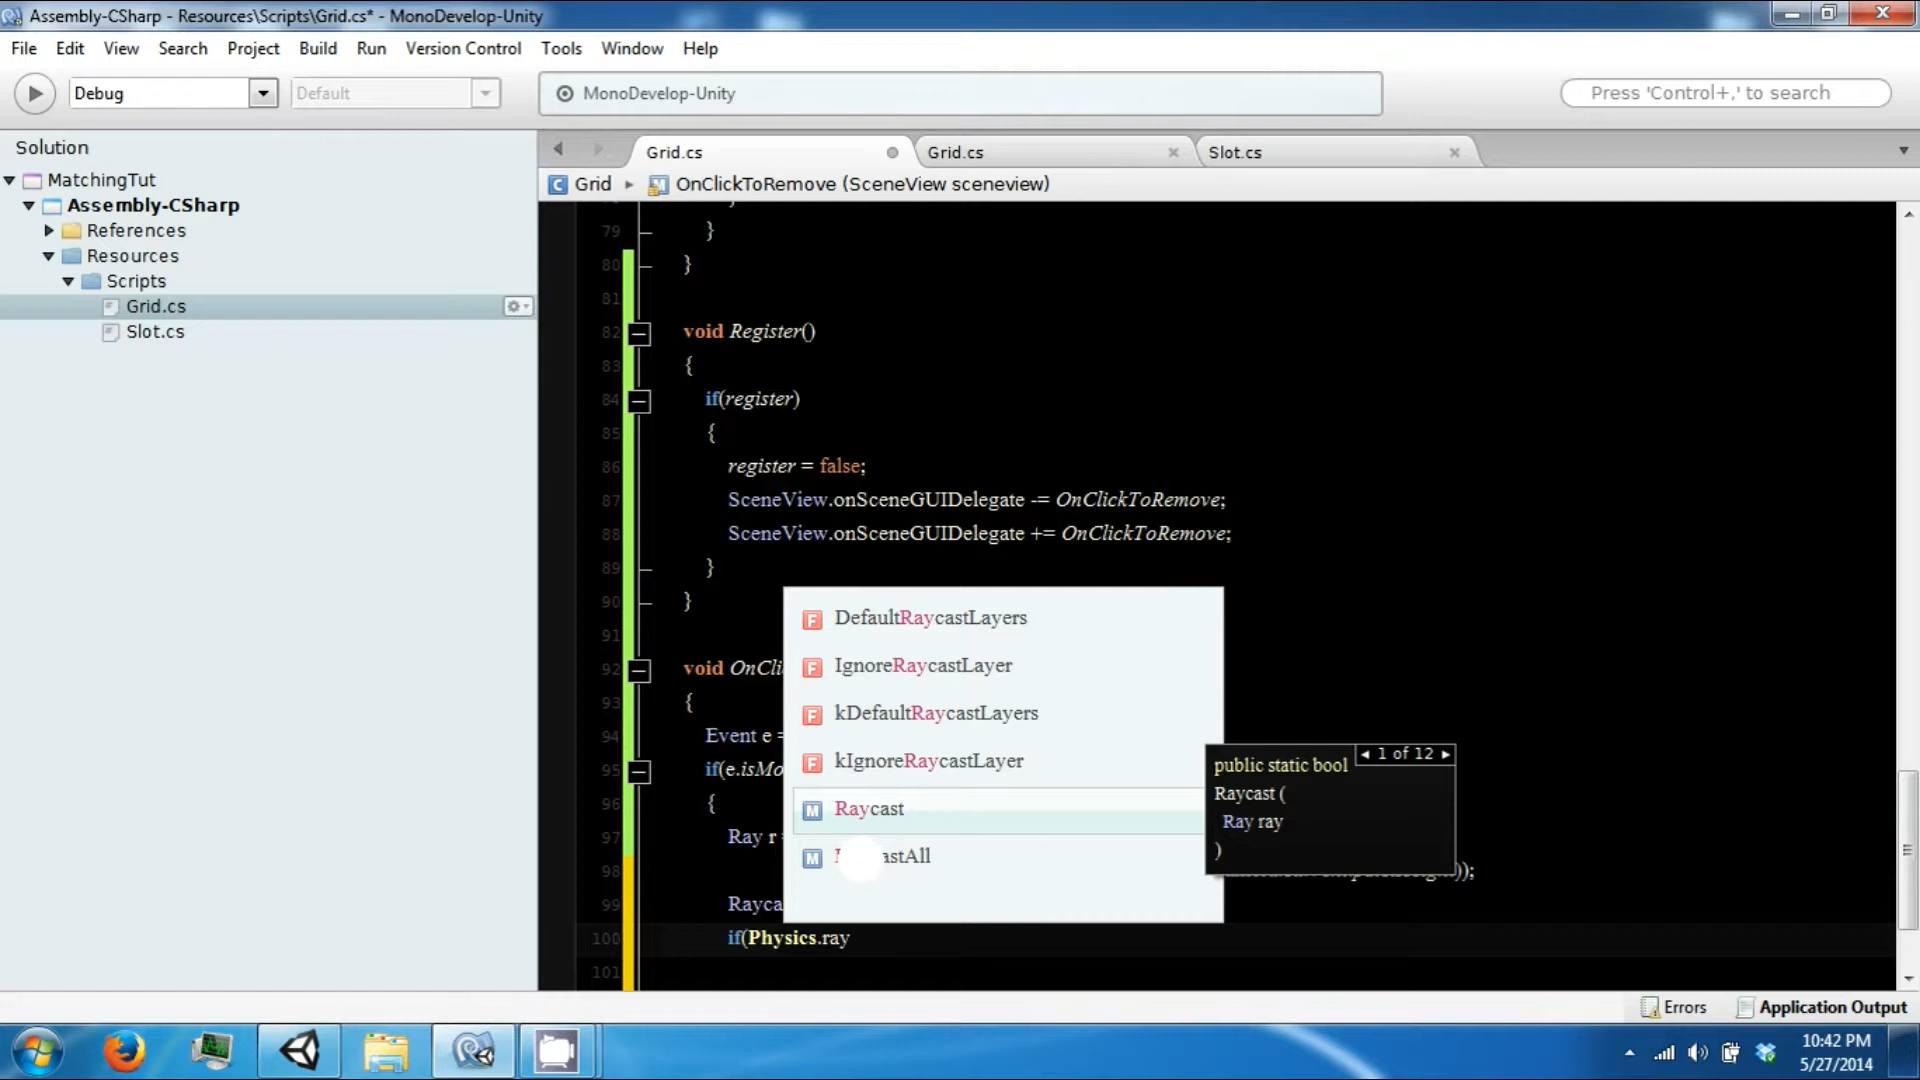 Assembly-CSharp - Resources\Scripts\Grid.cs* - MonoDevelop-Unity
File Edit View Search Project Build Run Version Control Tools Window Help
Debug Default MonoDevelop-Unity Press 'Control+,' to search
Solution
MatchingTut
Assembly-CSharp
References
Resources
Scripts
Grid.cs
Slot.cs
Grid.cs Grid.cs Slot.cs
Grid OnClickToRemove (SceneView sceneview)
79 }
80 }
81
82 void Register()
83 {
84 if(register)
85 {
86 register = false;
87 SceneView.onSceneGUIDelegate -= OnClickToRemove;
88 SceneView.onSceneGUIDelegate += OnClickToRemove;
89 }
90 }
91
92 void OnCli
93 {
94 Event e =
95 if(e.isMo
96 {
97 Ray r =
98 ));
99 Rayca
100 if(Physics.ray
101
DefaultRaycastLayers
IgnoreRaycastLayer
kDefaultRaycastLayers
kIgnoreRaycastLayer
Raycast
astAll
1 of 12
public static bool
Raycast (
Ray ray
)
Errors Application Output
10:42 PM
5/27/2014